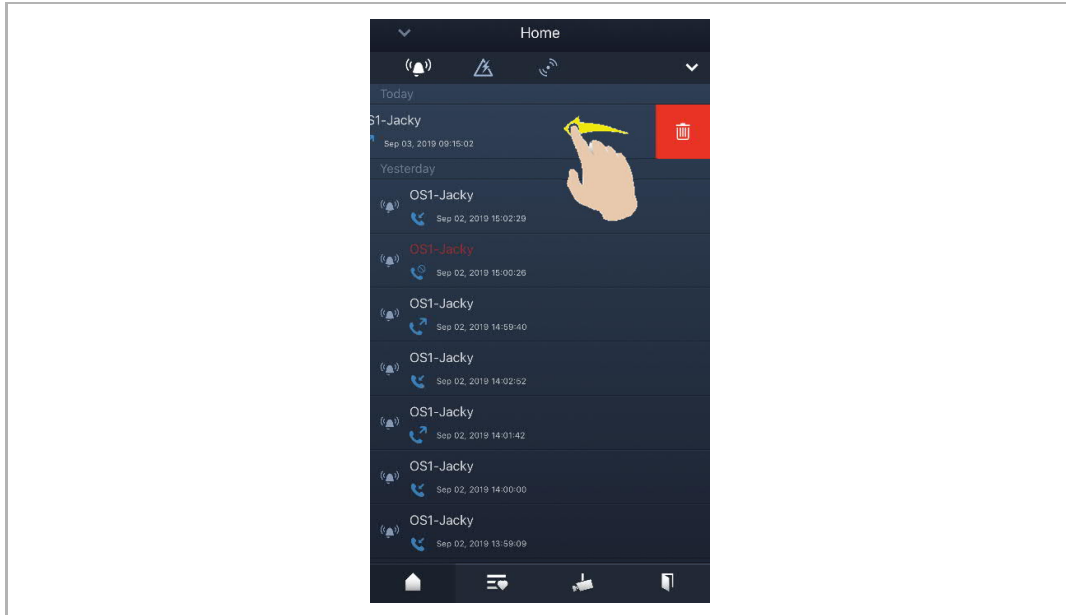 Home
Today
S1-Jacky
Sep 03, 2019 09:15:02
Yesterday
OS1-Jacky
Sep 02, 2019 15:02:29
OS1-Jacky
Sep 02, 2019 15:00:26
OS1-Jacky
Sep 02, 2019 14:59:40
OS1-Jacky
Sep 02, 2019 14:02:52
OS1-Jacky
Sep 02, 2019 14:01:42
OS1-Jacky
Sep 02, 2019 14:00:00
OS1-Jacky
Sep 02, 2019 13:59:09